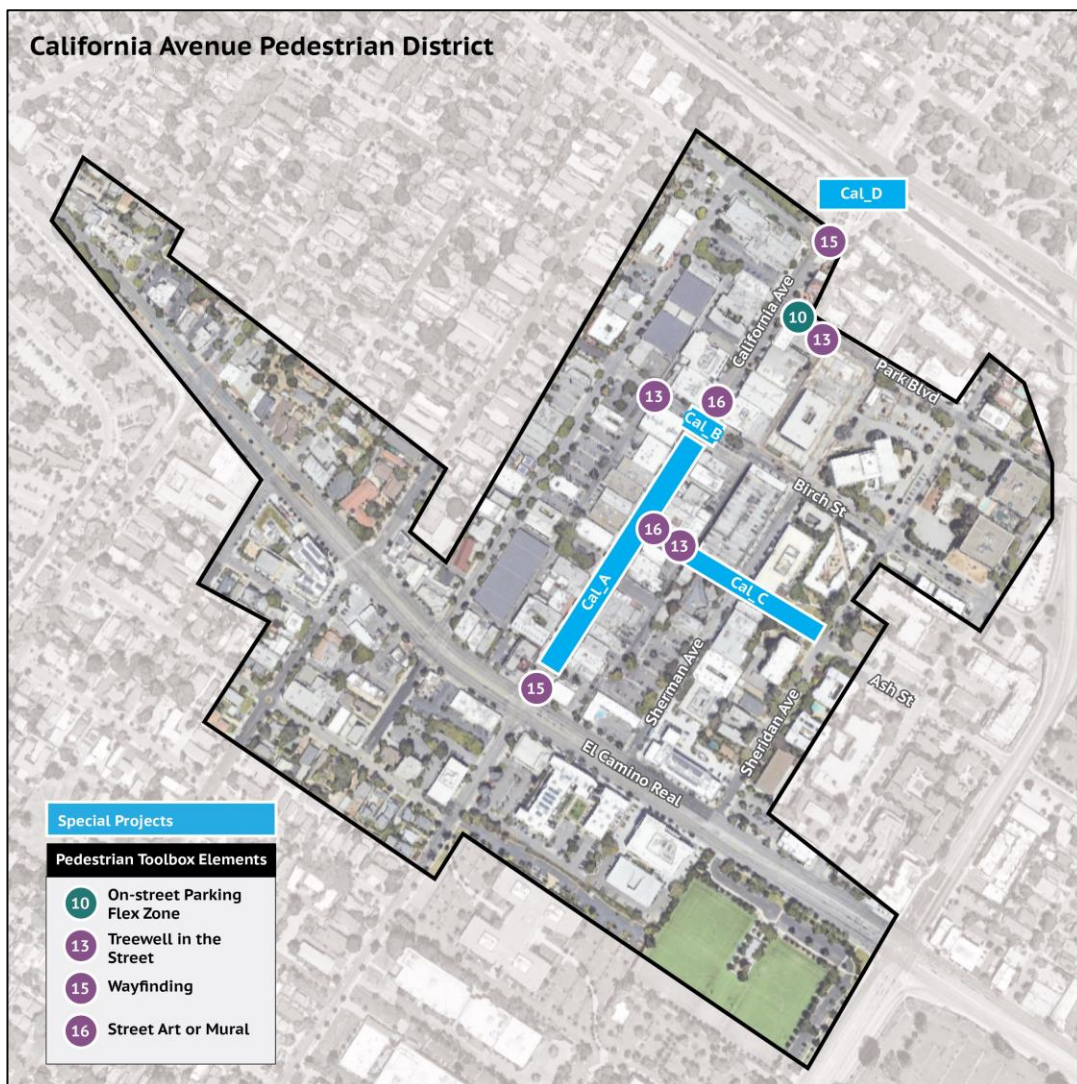 California Avenue Pedestrian District
Cal_D
15
California Ave
10
13
Park Blvd
13
16
Cal_B
Birch St
16
13
Cal_A
Cal_C
Sherman Ave
Ash St
15
Sheridan Ave
El Camino Real
Special Projects
Pedestrian Toolbox Elements
10
On-street Parking
Flex Zone
13
Treewell in the
Street
15
Wayfinding
16
Street Art or Mural